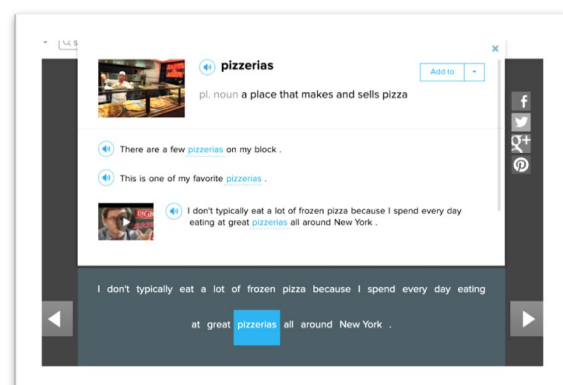 pizzerias
Add to
pl. noun a place that makes and sells pizza
There are a few pizzerias on my block .
This is one of my favorite pizzerias .
I don't typically eat a lot of frozen pizza because I spend every day
eating at great pizzerias all around New York .
I don't typically eat a lot of frozen pizza because I spend every day eating
at great pizzerias all around New York .